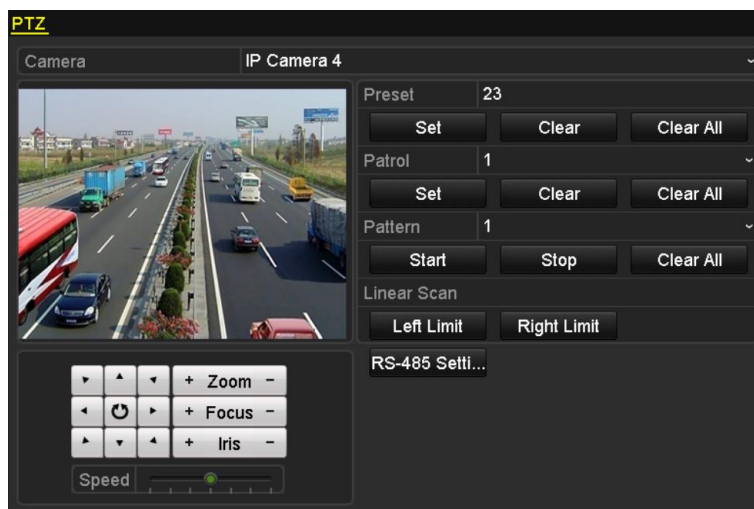 PTZ
Camera IP Camera 4
Preset 23
Set Clear Clear All
Patrol 1
Set Clear Clear All
Pattern 1
Start Stop Clear All
Linear Scan
Left Limit Right Limit
RS-485 Setti...
+ Zoom -
+ Focus -
+ Iris -
Speed